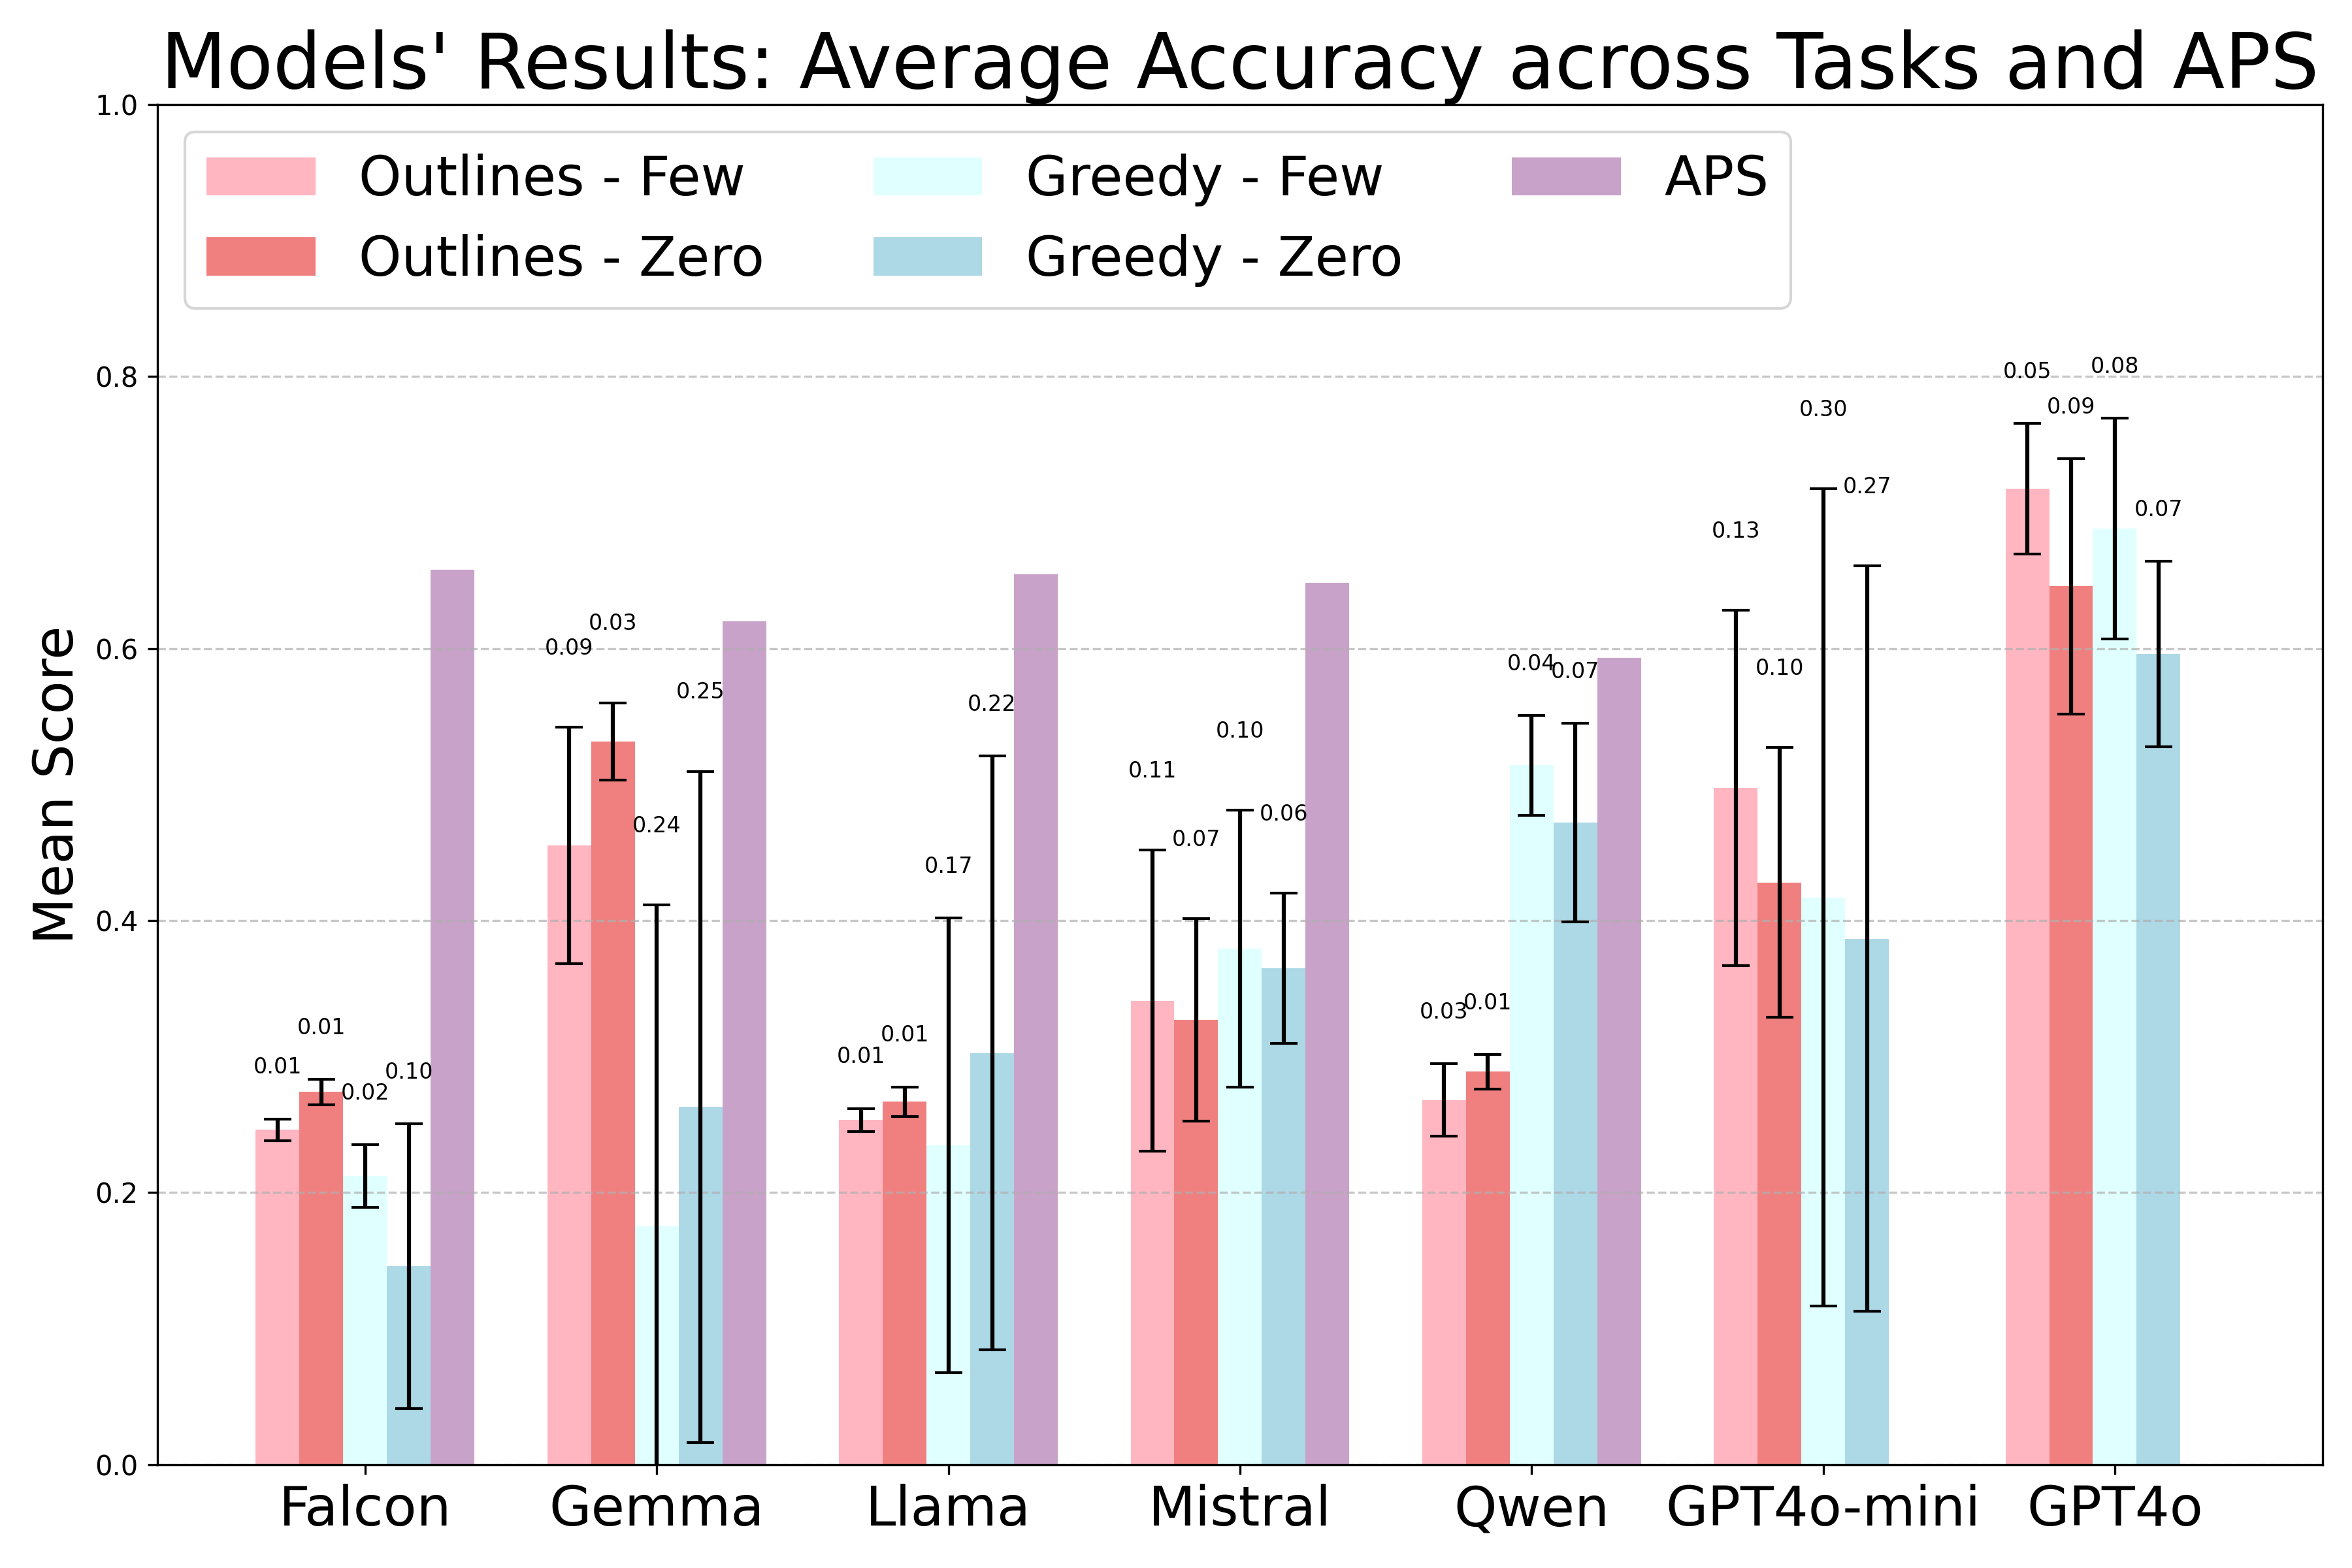 Models' Results: Average Accuracy across Tasks and APS
Outlines - Few
Outlines - Zero
Greedy - Few
Greedy - Zero
APS
Mean Score
1.0
0.8
0.6
0.4
0.2
0.0
0.01
0.01
0.02
0.10
0.09
0.03
0.24
0.25
0.01
0.01
0.17
0.22
0.11
0.07
0.10
0.06
0.03
0.01
0.04
0.07
0.13
0.10
0.30
0.27
0.05
0.09
0.08
0.07
Falcon
Gemma
Llama
Mistral
Qwen
GPT4o-mini
GPT4o